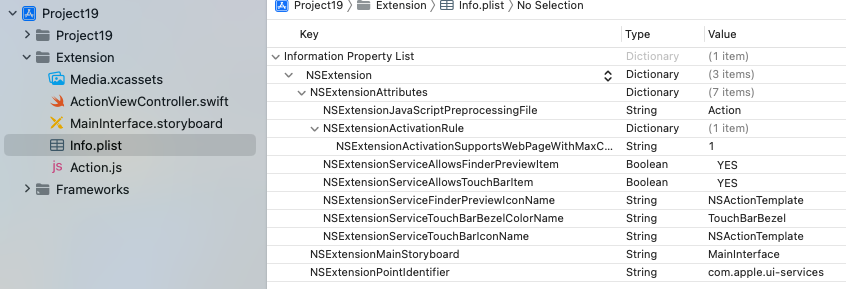 Project19
Project19
Extension
Media.xcassets
ActionViewController.swift
MainInterface.storyboard
Info.plist
JS Action.js
Frameworks
Project19 〉 Extension 〉 Info.plist 〉 No Selection
Key Type Value
Information Property List Dictionary (1 item)
NSExtension Dictionary (3 items)
NSExtensionAttributes Dictionary (7 items)
NSExtensionJavaScriptPreprocessingFile String Action
NSExtensionActivationRule Dictionary (1 item)
NSExtensionActivationSupportsWebPageWithMaxC... String 1
NSExtensionServiceAllowsFinderPreviewItem Boolean YES
NSExtensionServiceAllowsTouchBarItem Boolean YES
NSExtensionServiceFinderPreviewIconName String NSActionTemplate
NSExtensionServiceTouchBarBezelColorName String TouchBarBezel
NSExtensionServiceTouchBarIconName String NSActionTemplate
NSExtensionMainStoryboard String MainInterface
NSExtensionPointIdentifier String com.apple.ui-services